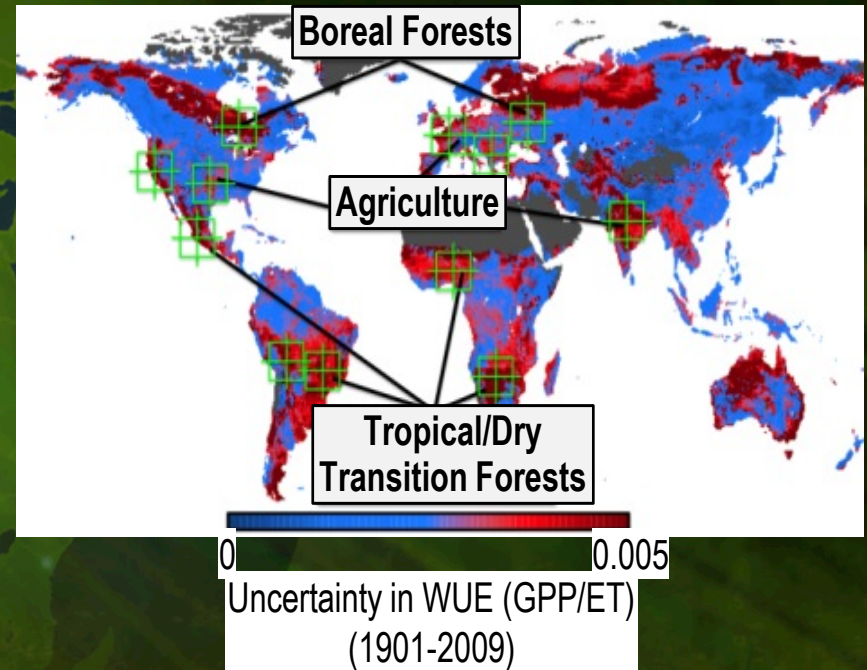 Boreal Forests
Agriculture
Tropical/Dry
Transition Forests
0 0.005
Uncertainty in WUE (GPP/ET)
(1901-2009)